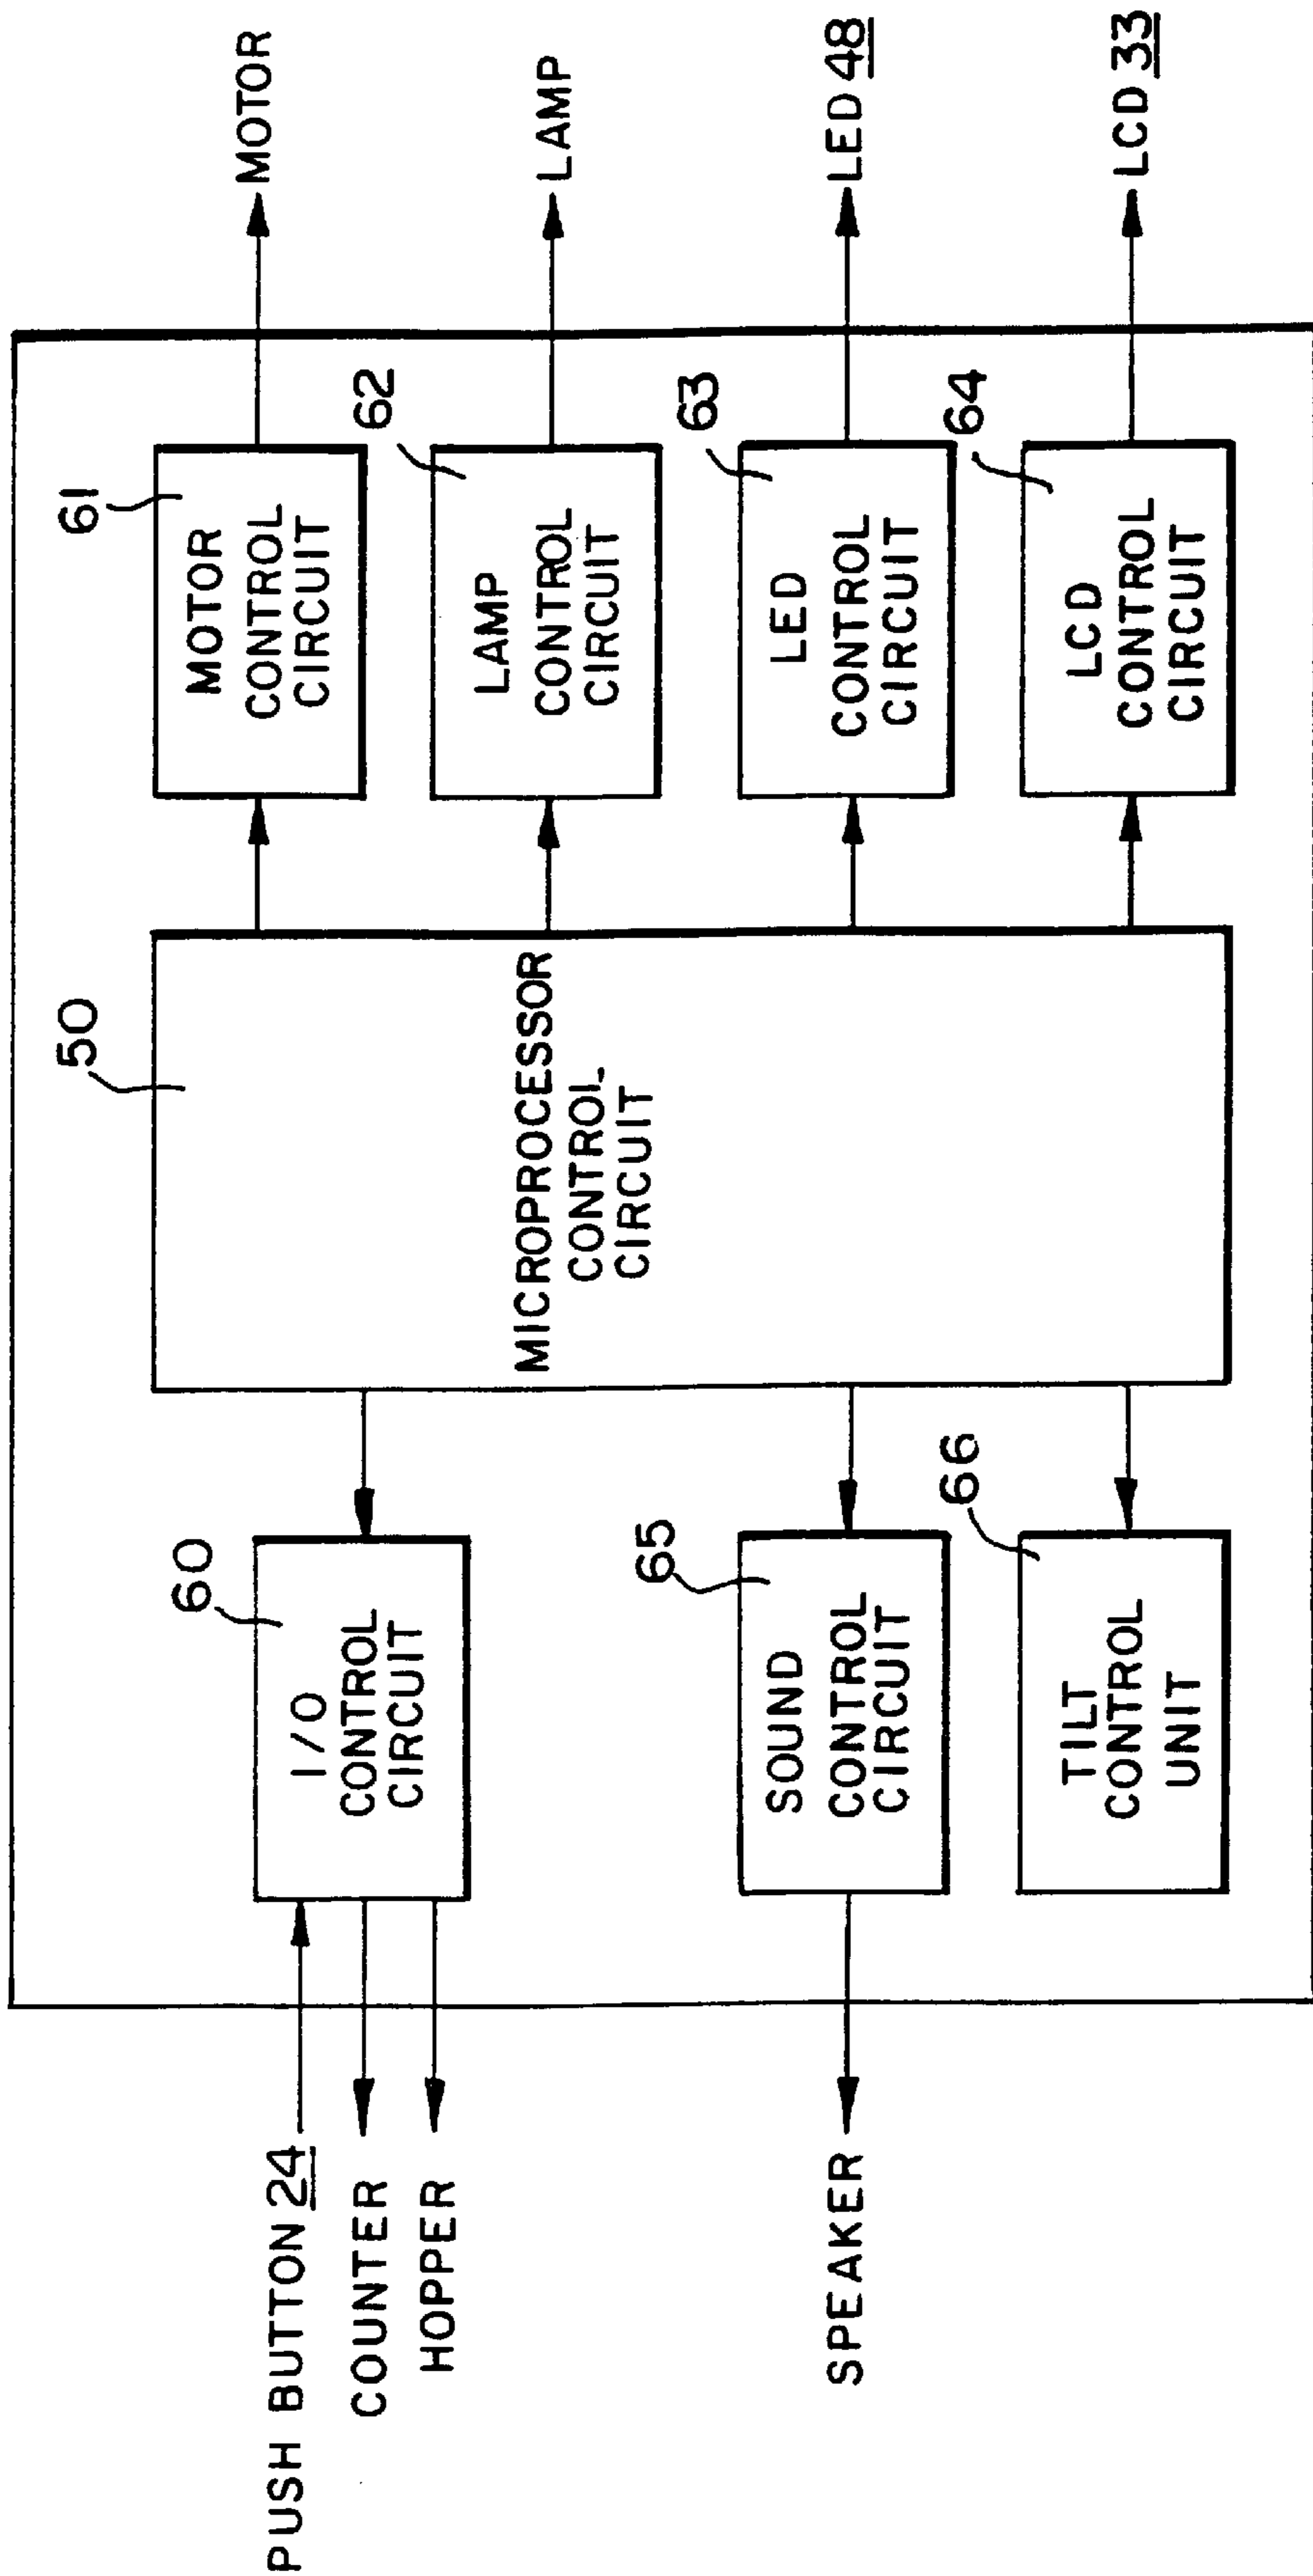 PUSH BUTTON 24
COUNTER
HOPPER
SPEAKER
60
I/O
CONTROL
CIRCUIT
65
SOUND
CONTROL
CIRCUIT
66
TILT
CONTROL
UNIT
50
MICROPROCESSOR
CONTROL
CIRCUIT
61
MOTOR
CONTROL
CIRCUIT
62
LAMP
CONTROL
CIRCUIT
63
LED
CONTROL
CIRCUIT
64
LCD
CONTROL
CIRCUIT
MOTOR
LAMP
LED 48
LCD 33